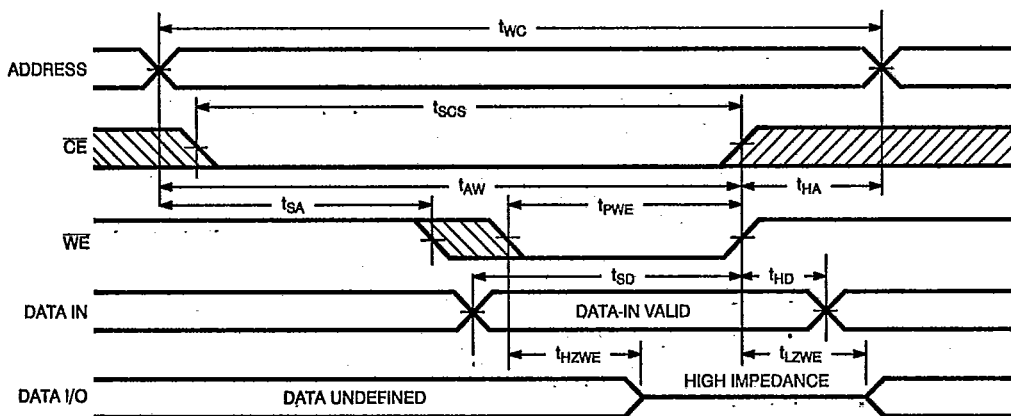 tWC
ADDRESS
tSCS
CE
tAW
tHA
tSA
tPWE
WE
tSD
tHD
DATA IN
DATA-IN VALID
tHZWE
tLZWE
HIGH IMPEDANCE
DATA I/O
DATA UNDEFINED